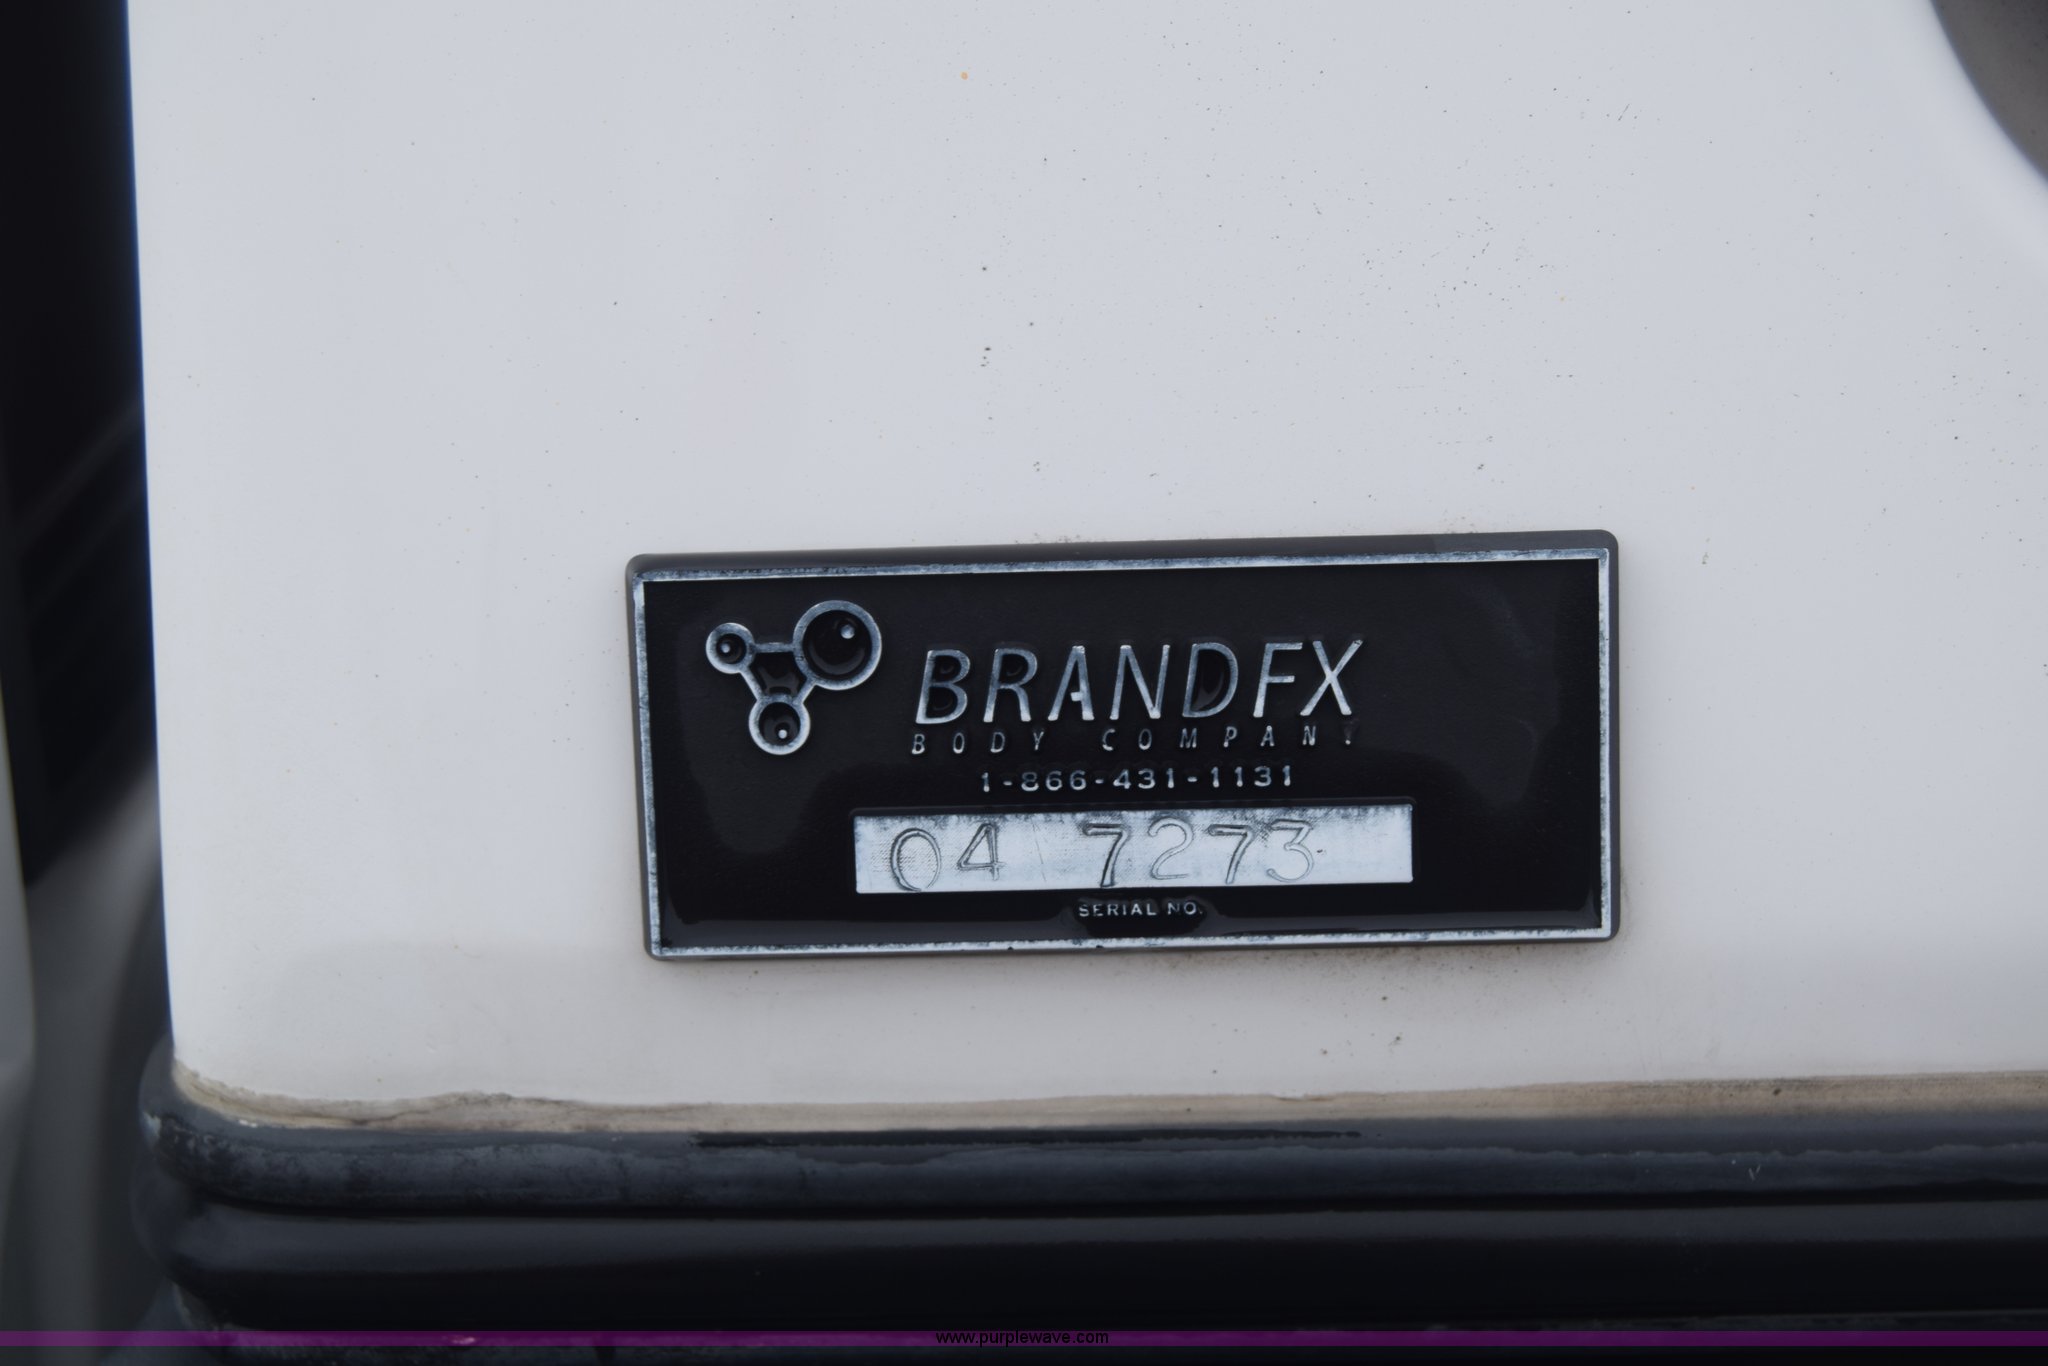 BRANDFX
BODY COMPANY
1-866-431-1131
04 7273
SERIAL NO.
www.purplewave.com